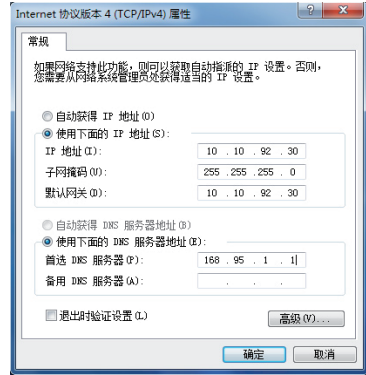 Internet 协议版本 4 (TCP/IPv4) 属性
常规
如果网络支持此功能，则可以获取自动指派的 IP 设置。否则，
您需要从网络系统管理员处获得适当的 IP 设置。
自动获得 IP 地址(O)
使用下面的 IP 地址(S):
IP 地址(I): 10 . 10 . 92 . 30
子网掩码(U): 255 . 255 . 255 . 0
默认网关(D): 10 . 10 . 92 . 30
自动获得 DNS 服务器地址(B)
使用下面的 DNS 服务器地址(E):
首选 DNS 服务器(P): 168 . 95 . 1 . 1
备用 DNS 服务器(A): . . .
退出时验证设置(L)
高级(V)...
确定 取消